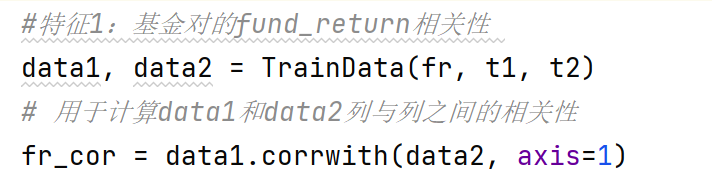 #特征1：基金对的fund_return相关性
data1, data2 = TrainData(fr, t1, t2)
# 用于计算data1和data2列与列之间的相关性
fr_cor = data1.corrwith(data2, axis=1)